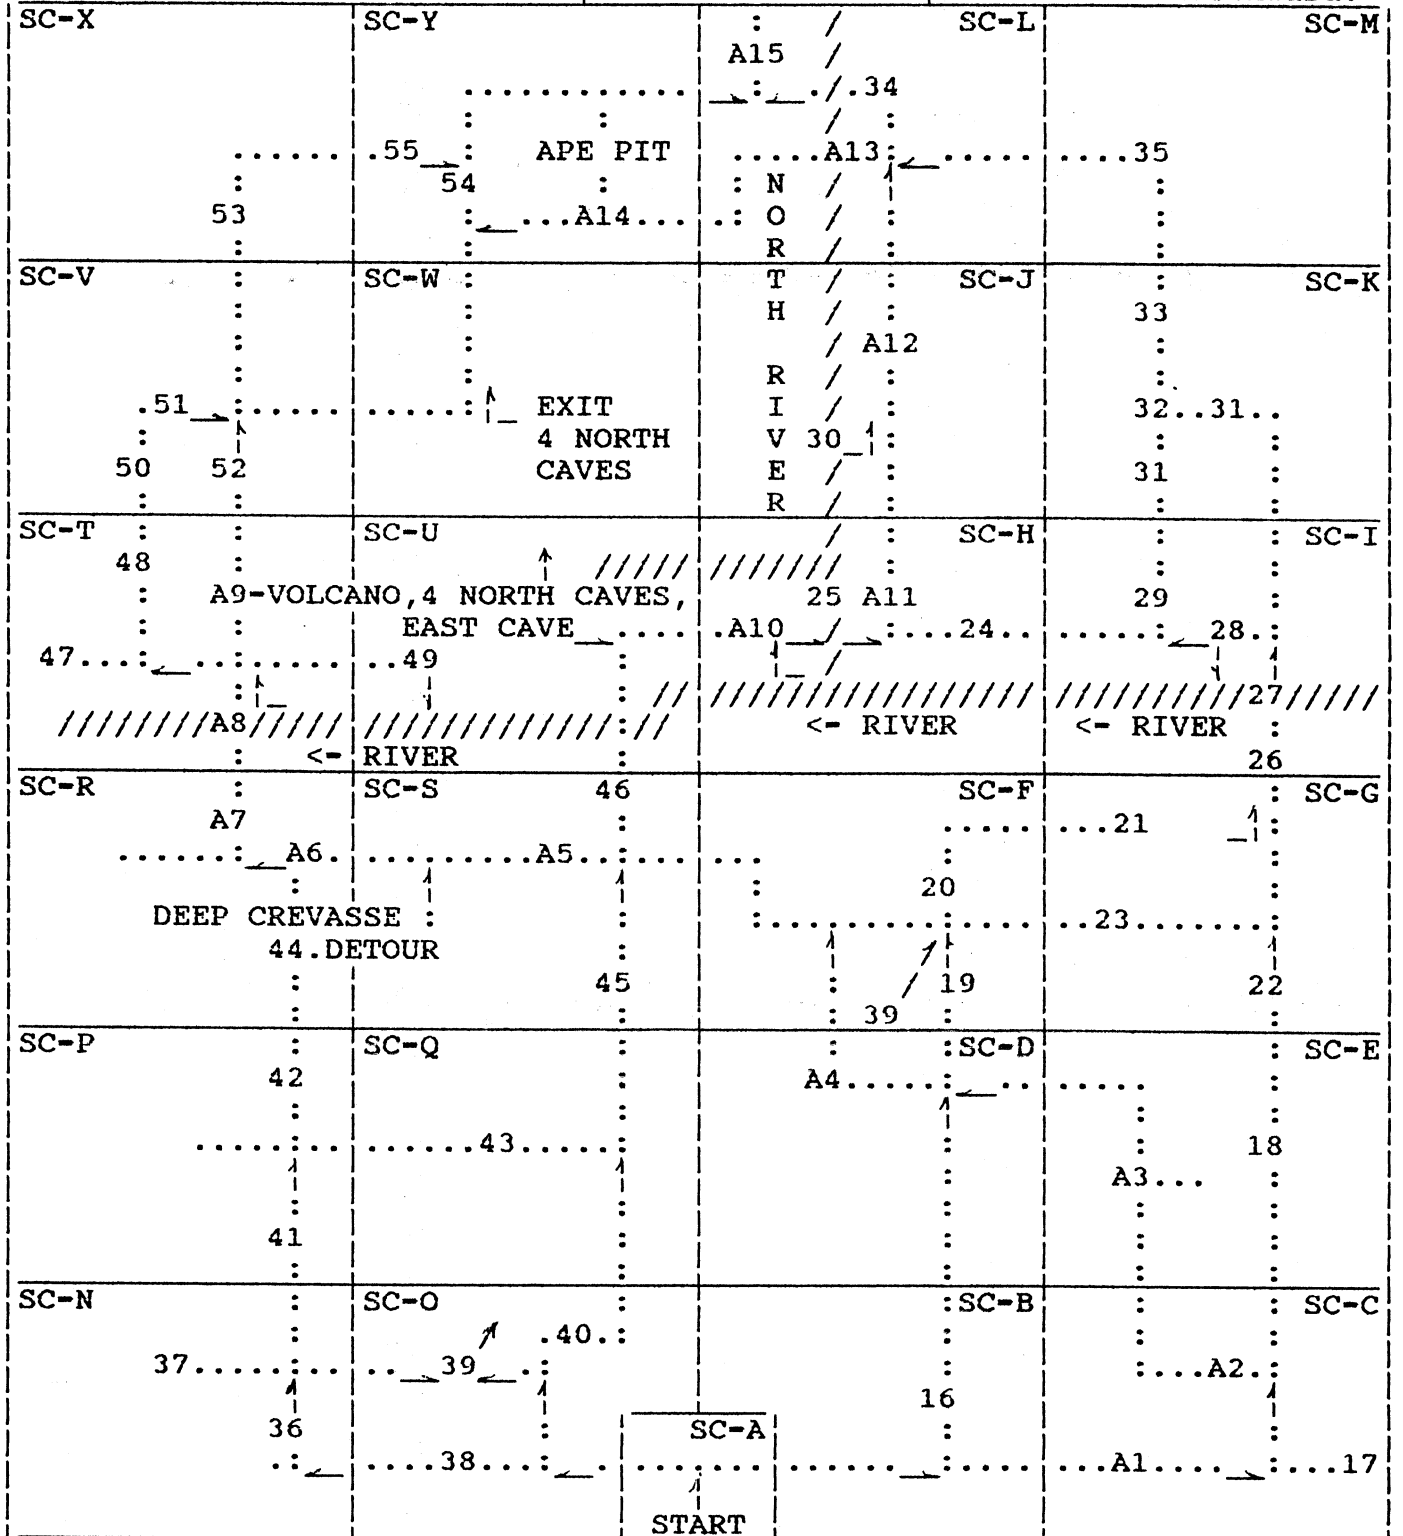 SC-X SC-Y SC-L SC-M
A15
34
55 APE PIT A13 35
54 N
53 A14 O
R
SC-V SC-W T SC-J SC-K
H 33
A12
R
51 EXIT I 32..31..
4 NORTH V 30
50 52 CAVES E 31
R
SC-T SC-U SC-H SC-I
48
A9-VOLCANO,4 NORTH CAVES, 25 A11 29
EAST CAVE A10 24 28
47 49
27
A8 <- RIVER <- RIVER
<- RIVER 26
SC-R SC-S 46 SC-F SC-G
A7 21
A6 A5
20
DEEP CREVASSE 23
44.DETOUR
45 19 22
39
SC-P SC-Q SC-D SC-E
42 A4
43 18
A3...
41
SC-N SC-O SC-B SC-C
40
37 39 A2
16
36 SC-A
38 A1 17
START